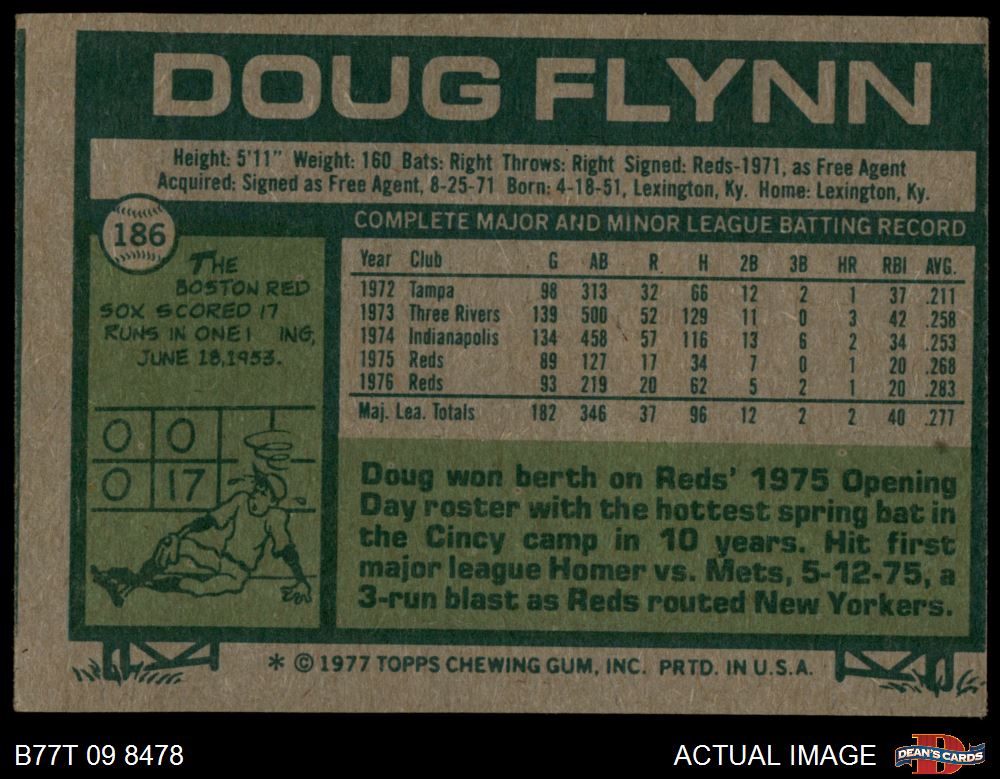 DOUG FLYNN
Height: 5'11" Weight: 160 Bats: Right Throws: Right Signed: Reds-1971, as Free Agent
Acquired: Signed as Free Agent, 8-25-71 Born: 4-18-51, Lexington, Ky. Home: Lexington, Ky.
186
THE
BOSTON RED
SOX SCORED 17
RUNS IN ONE I ING,
JUNE 18, 1953.
0 0
0 17
COMPLETE MAJOR AND MINOR LEAGUE BATTING RECORD
Year Club G AB R H 2B 3B HR RBI AVG.
1972 Tampa 98 313 32 66 12 2 1 37 .211
1973 Three Rivers 139 500 52 129 11 0 3 42 .258
1974 Indianapolis 134 458 57 116 13 6 2 34 .253
1975 Reds 89 127 17 34 7 0 1 20 .268
1976 Reds 93 219 20 62 5 2 1 20 .283
Maj. Lea. Totals 182 346 37 96 12 2 2 40 .277
Doug won berth on Reds' 1975 Opening
Day roster with the hottest spring bat in
the Cincy camp in 10 years. Hit first
major league Homer vs. Mets, 5-12-75, a
3-run blast as Reds routed New Yorkers.
* © 1977 TOPPS CHEWING GUM, INC. PRTD. IN U.S.A.
B77T 09 8478
ACTUAL IMAGE
DEAN'S CARDS